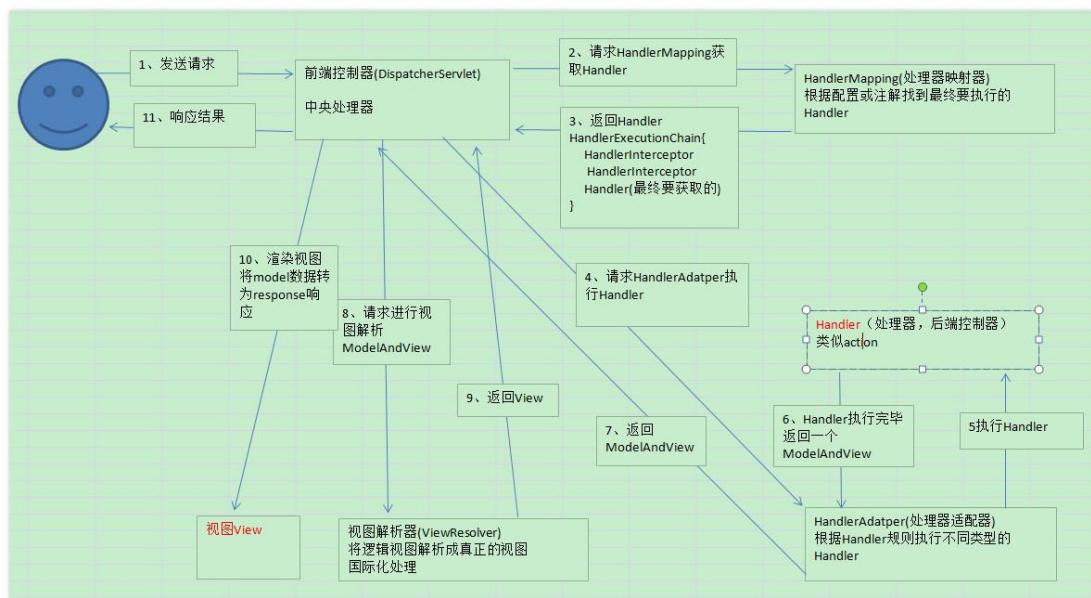 1、发送请求
前端控制器(DispatcherServlet)
中央处理器
2、请求HandlerMapping获
取Handler
HandlerMapping(处理器映射器)
根据配置或注解找到最终要执行的
Handler
11、响应结果
3、返回Handler
HandlerExecutionChain{
HandlerInterceptor
HandlerInterceptor
Handler(最终要获取的)
}
10、渲染视图
将model数据转
为response响
应
8、请求进行视
图解析
ModelAndView
4、请求HandlerAdatper执
行Handler
Handler（处理器，后端控制器）
类似action
9、返回View
7、返回
ModelAndView
6、Handler执行完毕
返回一个
ModelAndView
5执行Handler
视图View
视图解析器(ViewResolver)
将逻辑视图解析成真正的视图
国际化处理
HandlerAdatper(处理器适配器)
根据Handler规则执行不同类型的
Handler